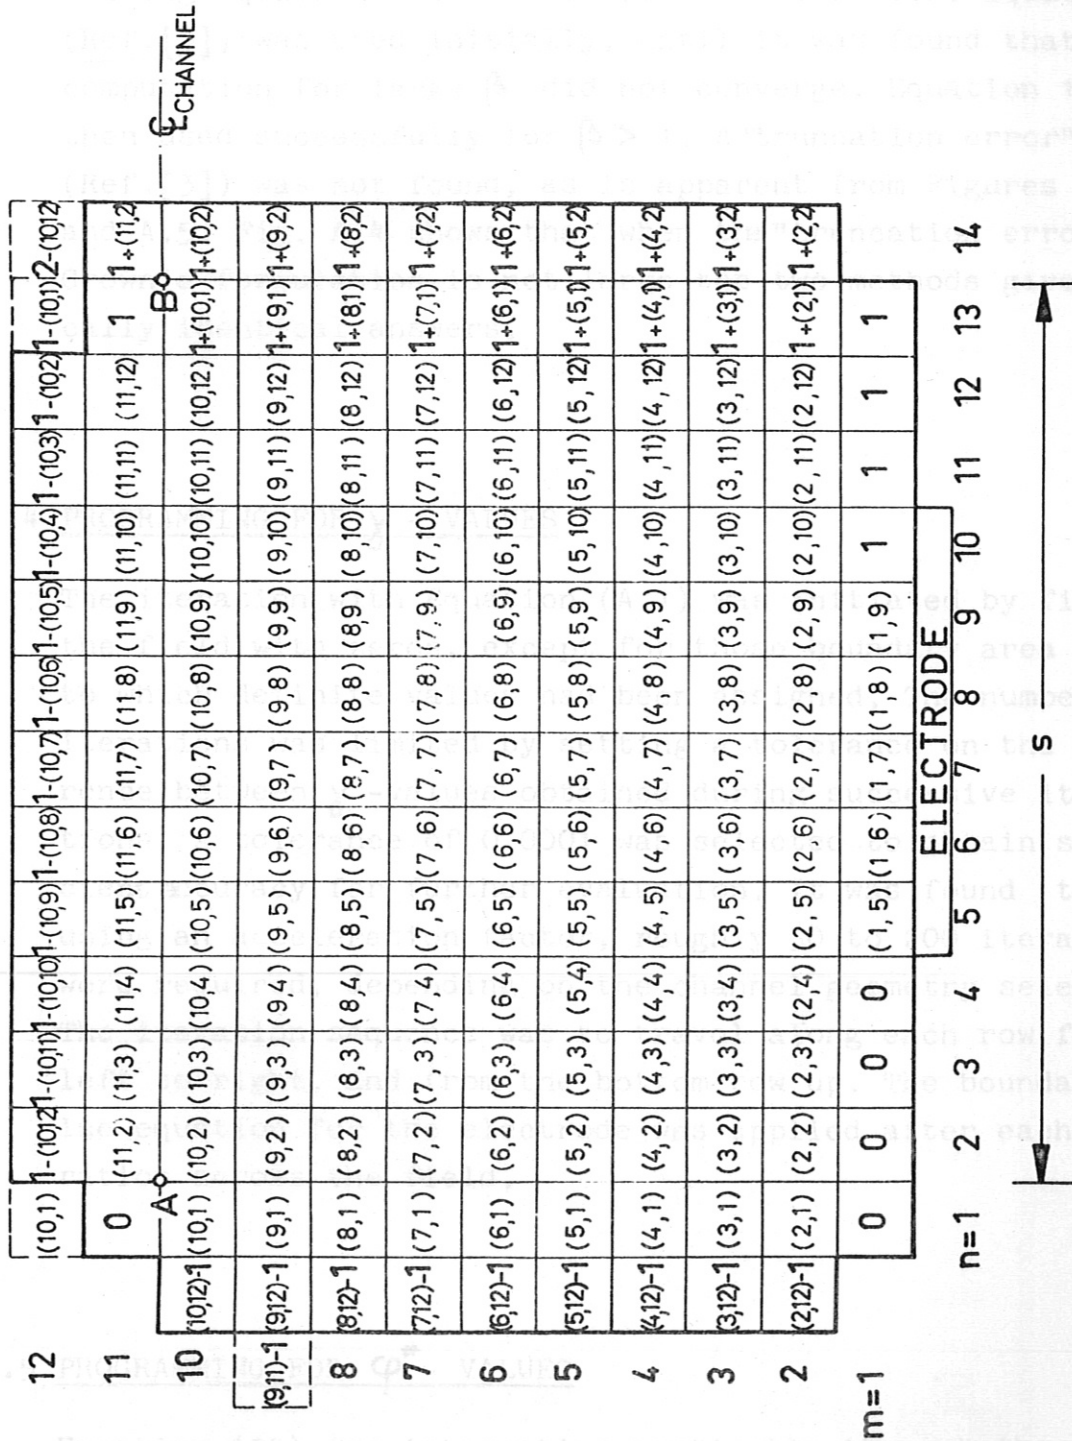 12 1(10,1) 1-(10,12) 1-(10,11) 1-(10,10) 1-(10,9) 1-(10,8) 1-(10,7) 1-(10,6) 1-(10,5) 1-(10,4) 1-(10,3) 1-(10,2) 1-(10,1) 2-(10,12)
11 0 (11,2) (11,3) (11,4) (11,5) (11,6) (11,7) (11,8) (11,9) (11,10) (11,11) (11,12) 1 1+(11,2)
A B ℄ CHANNEL
10 (10,12)-1 (10,1) (10,2) (10,3) (10,4) (10,5) (10,6) (10,7) (10,8) (10,9) (10,10) (10,11) (10,12) 1+(10,1) 1+(10,2)
9 (9,11)-1 (9,12)-1 (9,1) (9,2) (9,3) (9,4) (9,5) (9,6) (9,7) (9,8) (9,9) (9,10) (9,11) (9,12) 1+(9,1) 1+(9,2)
8 (8,12)-1 (8,1) (8,2) (8,3) (8,4) (8,5) (8,6) (8,7) (8,8) (8,9) (8,10) (8,11) (8,12) 1+(8,1) 1+(8,2)
7 (7,12)-1 (7,1) (7,2) (7,3) (7,4) (7,5) (7,6) (7,7) (7,8) (7,9) (7,10) (7,11) (7,12) 1+(7,1) 1+(7,2)
6 (6,12)-1 (6,1) (6,2) (6,3) (6,4) (6,5) (6,6) (6,7) (6,8) (6,9) (6,10) (6,11) (6,12) 1+(6,1) 1+(6,2)
5 (5,12)-1 (5,1) (5,2) (5,3) (5,4) (5,5) (5,6) (5,7) (5,8) (5,9) (5,10) (5,11) (5,12) 1+(5,1) 1+(5,2)
4 (4,12)-1 (4,1) (4,2) (4,3) (4,4) (4,5) (4,6) (4,7) (4,8) (4,9) (4,10) (4,11) (4,12) 1+(4,1) 1+(4,2)
3 (3,12)-1 (3,1) (3,2) (3,3) (3,4) (3,5) (3,6) (3,7) (3,8) (3,9) (3,10) (3,11) (3,12) 1+(3,1) 1+(3,2)
2 (2,12)-1 (2,1) (2,2) (2,3) (2,4) (2,5) (2,6) (2,7) (2,8) (2,9) (2,10) (2,11) (2,12) 1+(2,1) 1+(2,2)
m=1 0 0 0 0 (1,5) (1,6) (1,7) (1,8) (1,9) 1 1 1 1
ELECTRODE
n=1 2 3 4 5 6 7 8 9 10 11 12 13 14
s